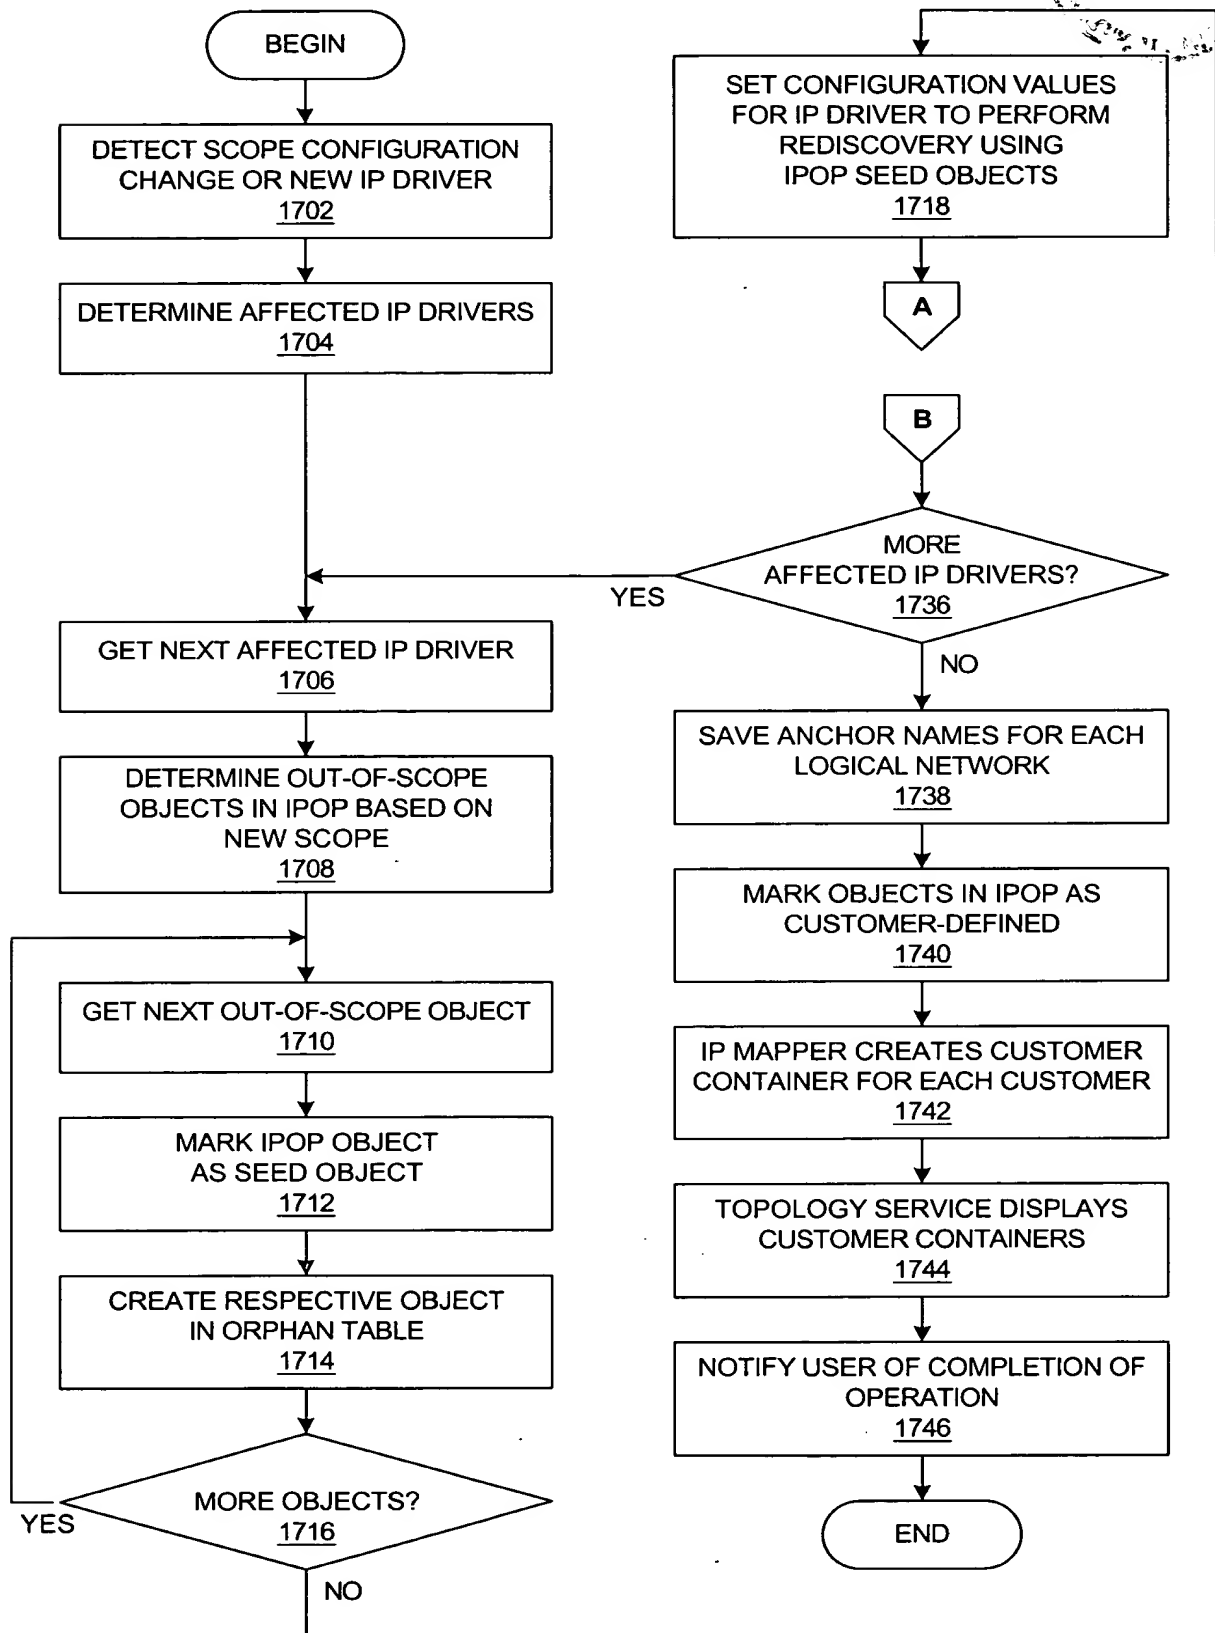 BEGIN
DETECT SCOPE CONFIGURATION
CHANGE OR NEW IP DRIVER
1702
DETERMINE AFFECTED IP DRIVERS
1704
GET NEXT AFFECTED IP DRIVER
1706
DETERMINE OUT-OF-SCOPE
OBJECTS IN IPOP BASED ON
NEW SCOPE
1708
GET NEXT OUT-OF-SCOPE OBJECT
1710
MARK IPOP OBJECT
AS SEED OBJECT
1712
CREATE RESPECTIVE OBJECT
IN ORPHAN TABLE
1714
MORE OBJECTS?
1716
YES
NO
SET CONFIGURATION VALUES
FOR IP DRIVER TO PERFORM
REDISCOVERY USING
IPOP SEED OBJECTS
1718
A
B
MORE
AFFECTED IP DRIVERS?
1736
YES
NO
SAVE ANCHOR NAMES FOR EACH
LOGICAL NETWORK
1738
MARK OBJECTS IN IPOP AS
CUSTOMER-DEFINED
1740
IP MAPPER CREATES CUSTOMER
CONTAINER FOR EACH CUSTOMER
1742
TOPOLOGY SERVICE DISPLAYS
CUSTOMER CONTAINERS
1744
NOTIFY USER OF COMPLETION OF
OPERATION
1746
END